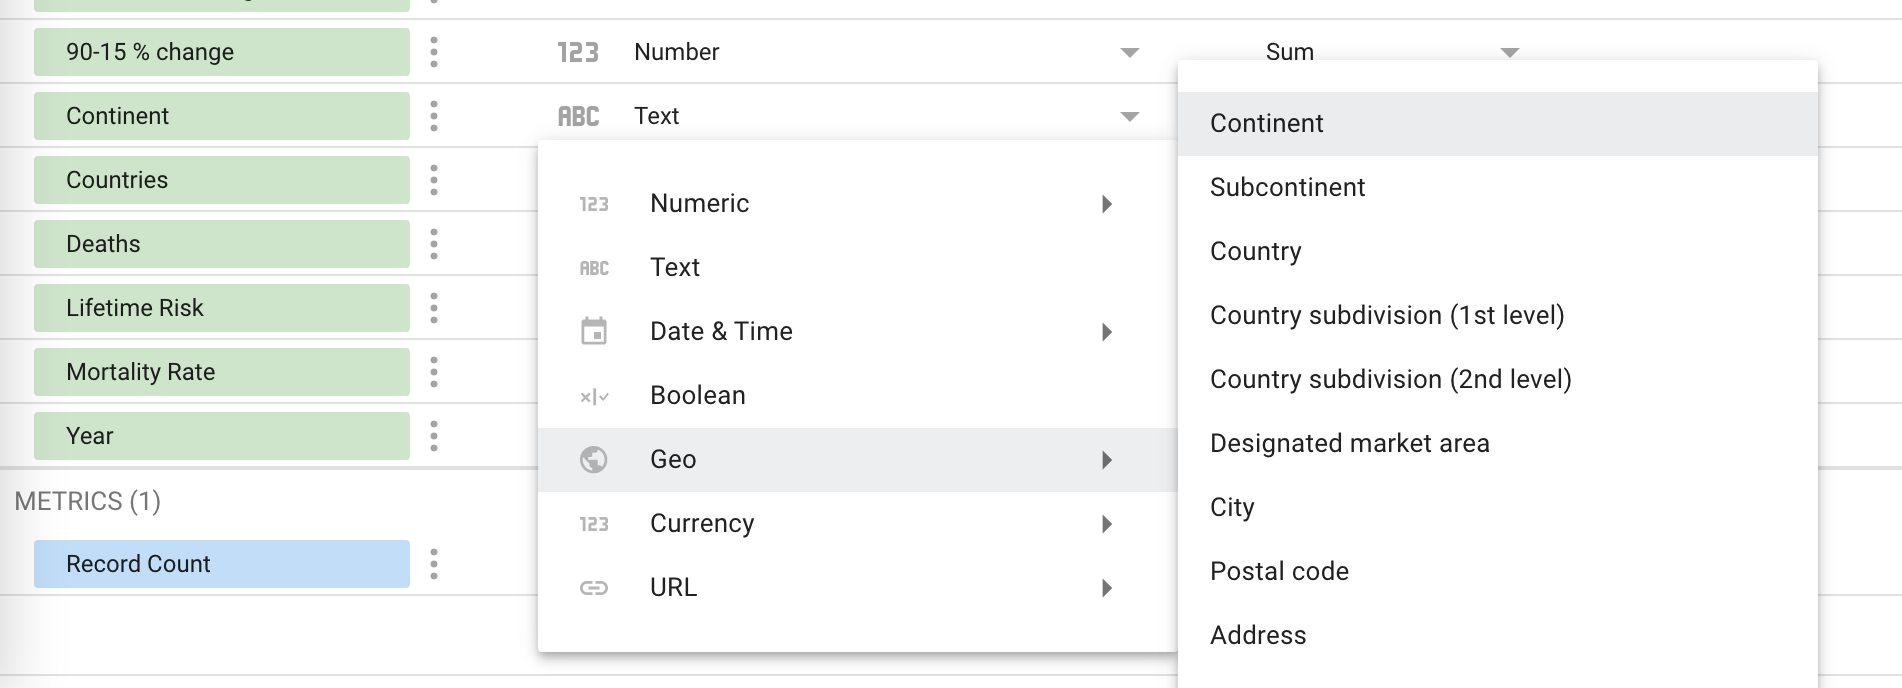 90-15 % change
123 Number
Sum
Continent
ABC Text
Countries
Deaths
Lifetime Risk
Mortality Rate
Year
METRICS (1)
Record Count
123 Numeric
ABC Text
Date & Time
Boolean
Geo
123 Currency
URL
Continent
Subcontinent
Country
Country subdivision (1st level)
Country subdivision (2nd level)
Designated market area
City
Postal code
Address